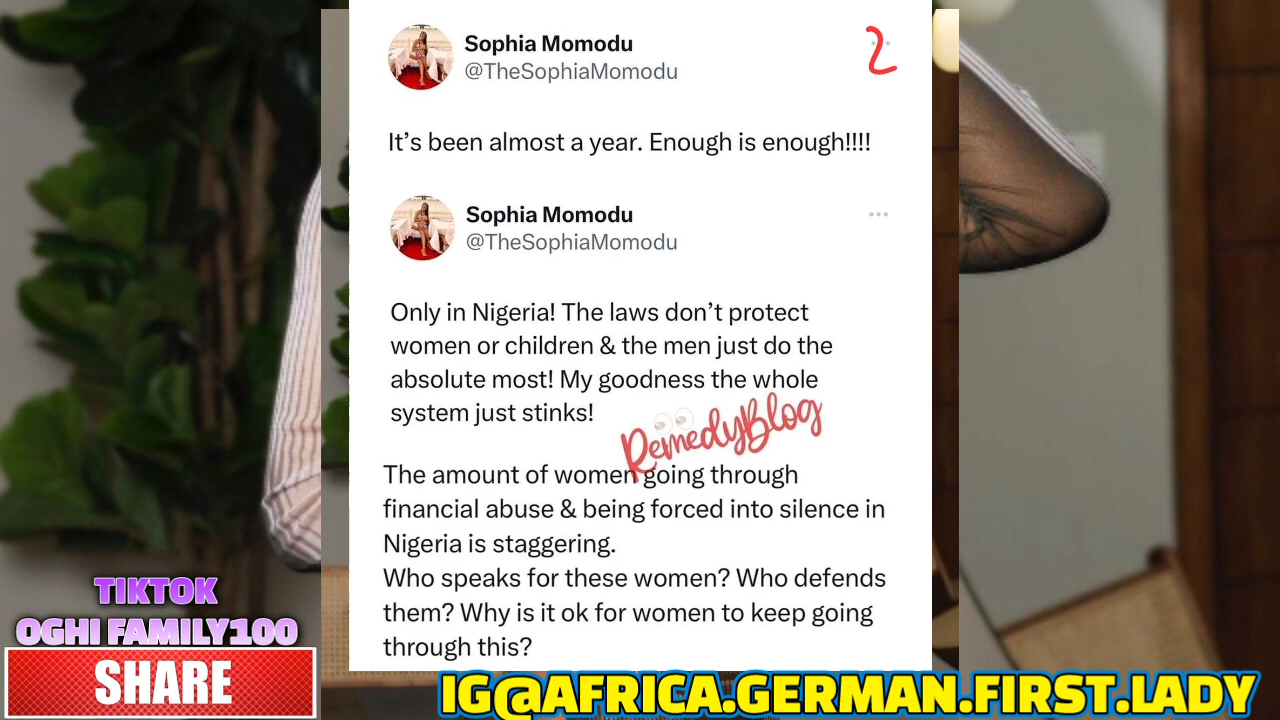 Sophia Momodu
@TheSophiaMomodu
2
It’s been almost a year. Enough is enough!!!!
Sophia Momodu
@TheSophiaMomodu
Only in Nigeria! The laws don’t protect
women or children & the men just do the
absolute most! My goodness the whole
system just stinks!
RemedyBlog
The amount of women going through
financial abuse & being forced into silence in
Nigeria is staggering.
Who speaks for these women? Who defends
them? Why is it ok for women to keep going
through this?
TIKTOK
OGHI FAMILY100
SHARE
IG@AFRICA.GERMAN.FIRST.LADY